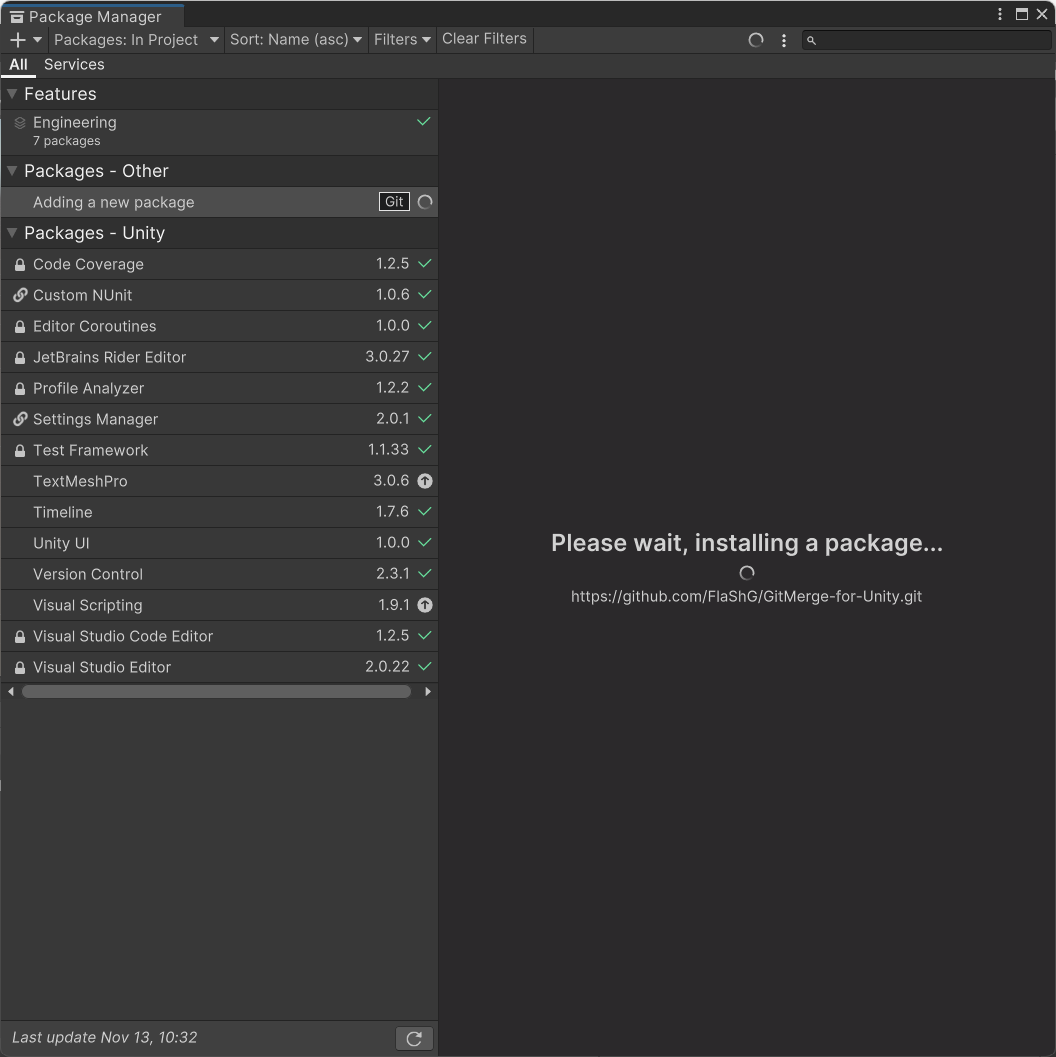 Package Manager
Packages: In Project Sort: Name (asc) Filters Clear Filters
All Services
Features
Engineering
7 packages
Packages - Other
Adding a new package Git
Packages - Unity
Code Coverage 1.2.5
Custom NUnit 1.0.6
Editor Coroutines 1.0.0
JetBrains Rider Editor 3.0.27
Profile Analyzer 1.2.2
Settings Manager 2.0.1
Test Framework 1.1.33
TextMeshPro 3.0.6
Timeline 1.7.6
Unity UI 1.0.0
Version Control 2.3.1
Visual Scripting 1.9.1
Visual Studio Code Editor 1.2.5
Visual Studio Editor 2.0.22
Last update Nov 13, 10:32
Please wait, installing a package...
https://github.com/FlaShG/GitMerge-for-Unity.git